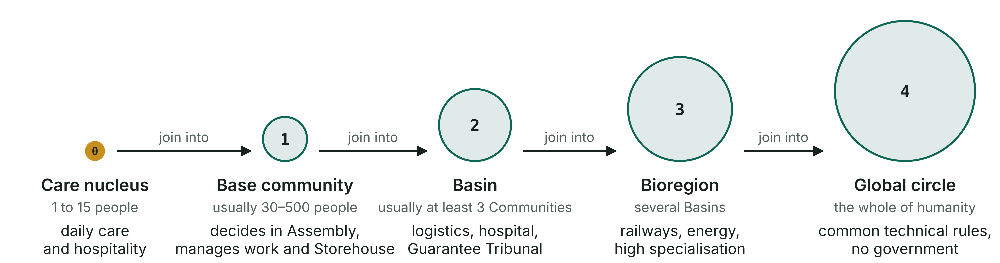 join into
join into
join into
join into
0
1
2
3
4
Care nucleus
1 to 15 people
daily care
and hospitality
Base community
usually 30–500 people
decides in Assembly,
manages work and Storehouse
Basin
usually at least 3 Communities
logistics, hospital,
Guarantee Tribunal
Bioregion
several Basins
railways, energy,
high specialisation
Global circle
the whole of humanity
common technical rules,
no government